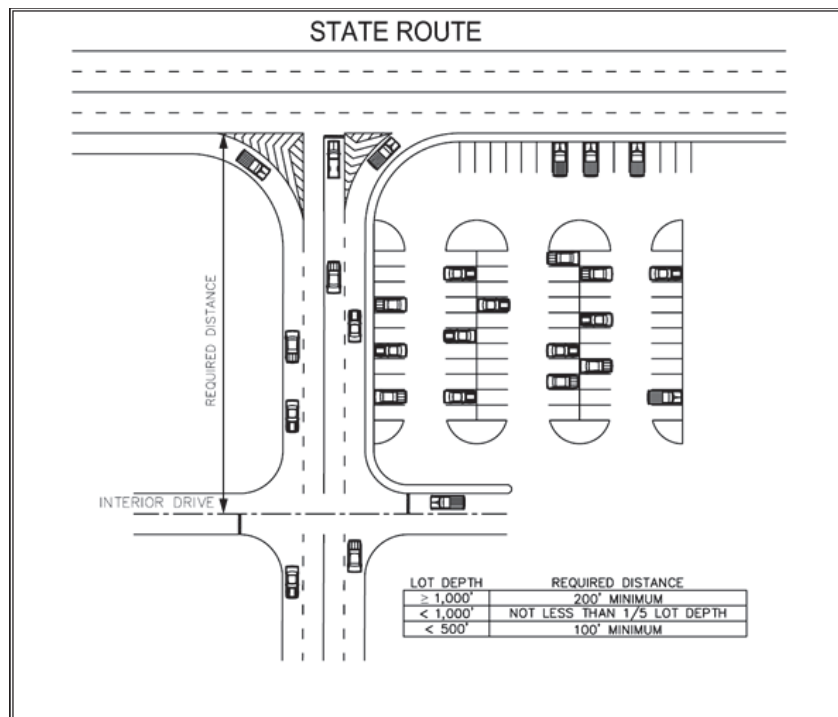 STATE ROUTE
REQUIRED DISTANCE
INTERIOR DRIVE
LOT DEPTH REQUIRED DISTANCE
≥ 1,000' 200' MINIMUM
< 1,000' NOT LESS THAN 1/5 LOT DEPTH
< 500' 100' MINIMUM